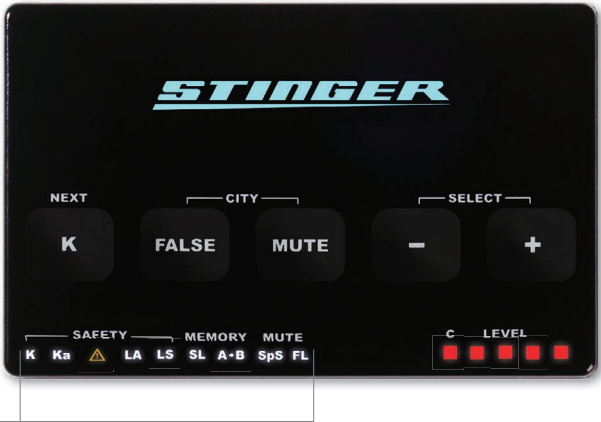 STINGER
NEXT CITY SELECT
K FALSE MUTE - +
SAFETY MEMORY MUTE C LEVEL
K Ka LA LS SL A•B SpS FL